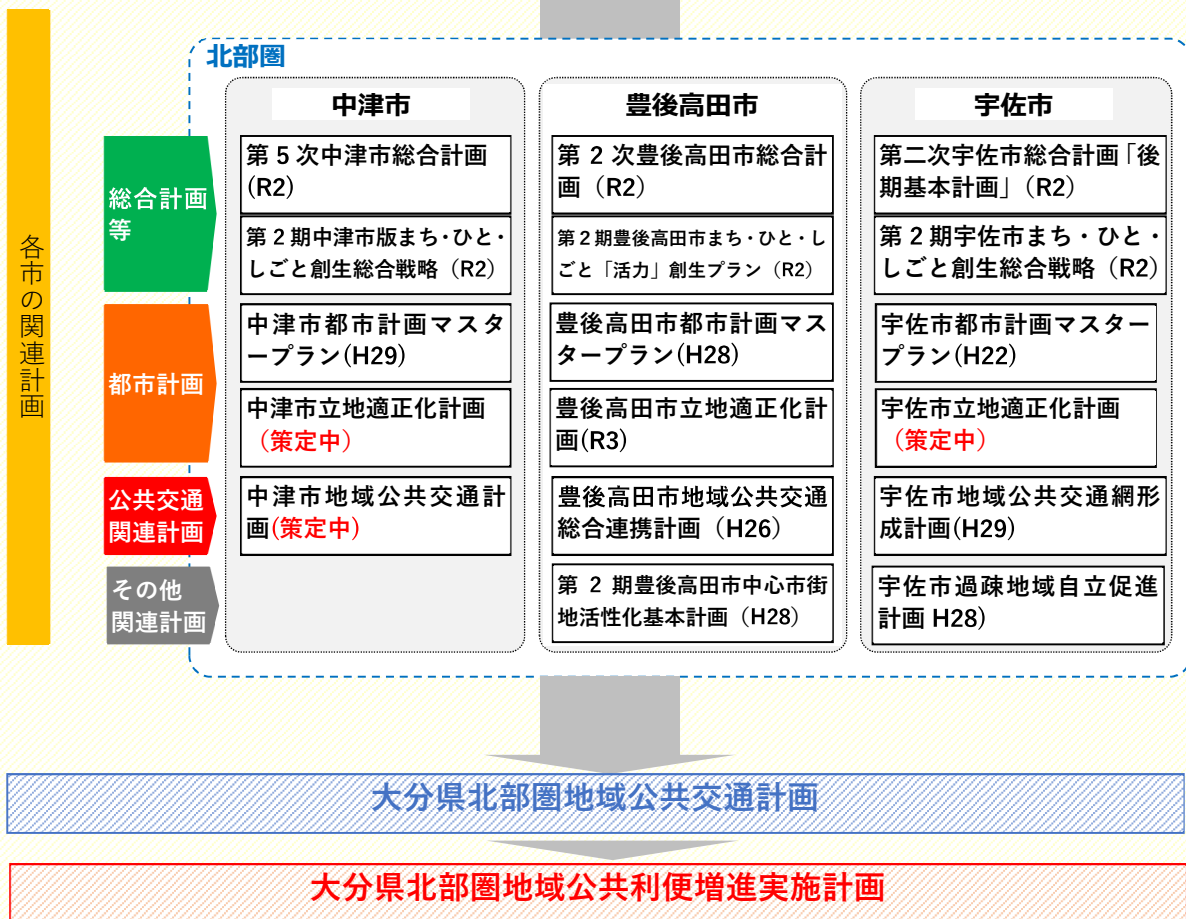 各市の関連計画
北部圏
中津市
豊後高田市
宇佐市
総合計画
等
第5次中津市総合計画
(R2)
第2次豊後高田市総合計
画（R2）
第二次宇佐市総合計画「後
期基本計画」（R2）
第2期中津市版まち・ひと・
しごと創生総合戦略（R2）
第2期豊後高田市まち・ひと・し
ごと「活力」創生プラン（R2）
第2期宇佐市まち・ひと・
しごと創生総合戦略（R2）
都市計画
中津市都市計画マスタ
ープラン(H29)
豊後高田市都市計画マス
タープラン(H28)
宇佐市都市計画マスター
プラン(H22)
中津市立地適正化計画
（策定中）
豊後高田市立地適正化計
画(R3)
宇佐市立地適正化計画
（策定中）
公共交通
関連計画
中津市地域公共交通計
画(策定中)
豊後高田市地域公共交通
総合連携計画（H26）
宇佐市地域公共交通網形
成計画(H29)
その他
関連計画
第2期豊後高田市中心市街
地活性化基本計画（H28）
宇佐市過疎地域自立促進
計画 H28)
大分県北部圏地域公共交通計画
大分県北部圏地域公共利便増進実施計画